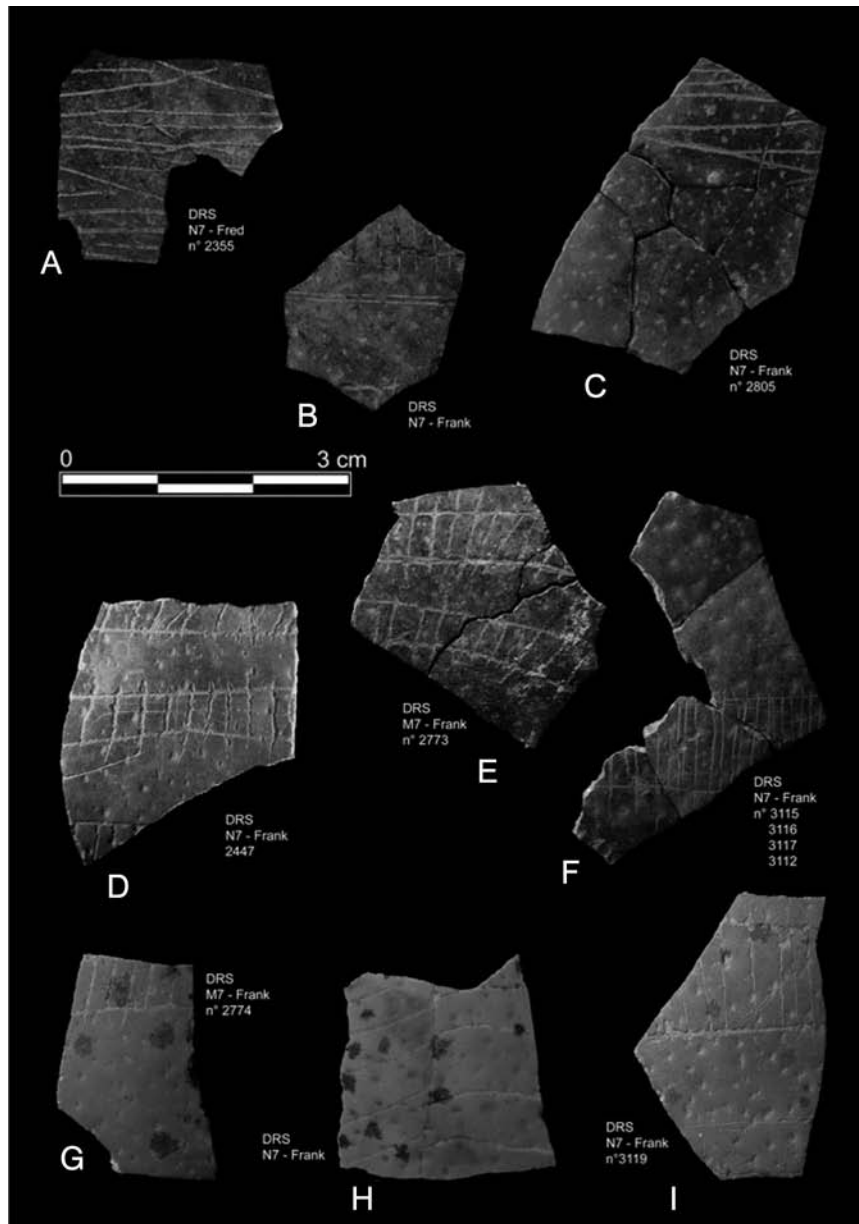 DRS
N7 - Fred
n° 2355
A
DRS
N7 - Frank
B
DRS
N7 - Frank
n° 2805
C
0 3 cm
DRS
N7 - Frank
2447
D
DRS
M7 - Frank
n° 2773
E
DRS
N7 - Frank
n° 3115
3116
3117
3112
F
DRS
M7 - Frank
n° 2774
G
DRS
N7 - Frank
H
DRS
N7 - Frank
n°3119
I